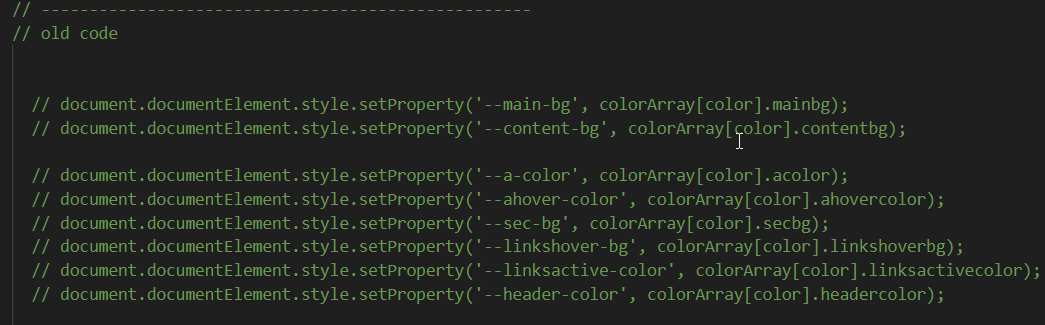 // ---------------------------------------------------
// old code
// document.documentElement.style.setProperty('--main-bg', colorArray[color].mainbg);
// document.documentElement.style.setProperty('--content-bg', colorArray[color].contentbg);
// document.documentElement.style.setProperty('--a-color', colorArray[color].acolor);
// document.documentElement.style.setProperty('--ahover-color', colorArray[color].ahovercolor);
// document.documentElement.style.setProperty('--sec-bg', colorArray[color].secbg);
// document.documentElement.style.setProperty('--linkshover-bg', colorArray[color].linkshoverbg);
// document.documentElement.style.setProperty('--linksactive-color', colorArray[color].linksactivecolor);
// document.documentElement.style.setProperty('--header-color', colorArray[color].headercolor);